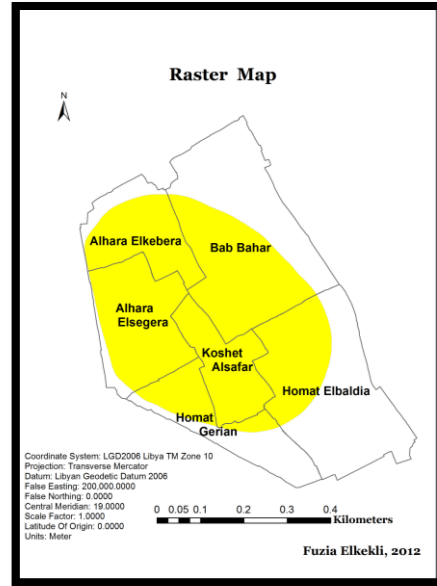 Raster Map
N
Alhara Elkebera
Bab Bahar
Alhara
Elsegera
Koshet
Alsafar
Homat Elbaldia
Homat
Gerian
Coordinate System: LGD2006 Libya TM Zone 10
Projection: Transverse Mercator
Datum: Libyan Geodetic Datum 2006
False Easting: 200,000.0000
False Northing: 0.0000
Central Meridian: 19.0000
Scale Factor: 1.0000
Latitude Of Origin: 0.0000
Units: Meter
0 0.05 0.1 0.2 0.3 0.4
Kilometers
Fuzia Elkekli, 2012